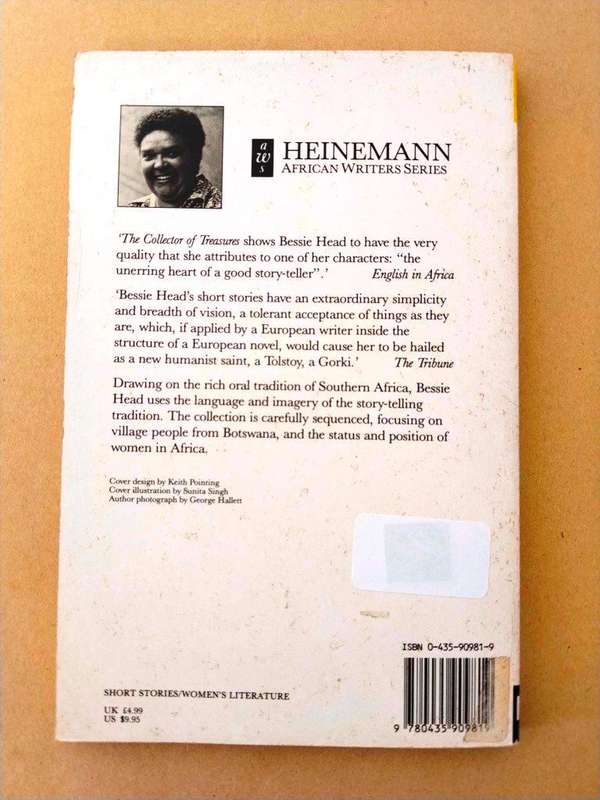 a
w
s
HEINEMANN
AFRICAN WRITERS SERIES
'The Collector of Treasures shows Bessie Head to have the very
quality that she attributes to one of her characters: "the
unerring heart of a good story-teller".' English in Africa
'Bessie Head's short stories have an extraordinary simplicity
and breadth of vision, a tolerant acceptance of things as they
are, which, if applied by a European writer inside the
structure of a European novel, would cause her to be hailed
as a new humanist saint, a Tolstoy, a Gorki.' The Tribune
Drawing on the rich oral tradition of Southern Africa, Bessie
Head uses the language and imagery of the story-telling
tradition. The collection is carefully sequenced, focusing on
village people from Botswana, and the status and position of
women in Africa.
Cover design by Keith Pointing
Cover illustration by Sunita Singh
Author photograph by George Hallett
ISBN 0-435-90981-9
SHORT STORIES/WOMEN'S LITERATURE
UK £4.99
US $9.95
9 780435 909819